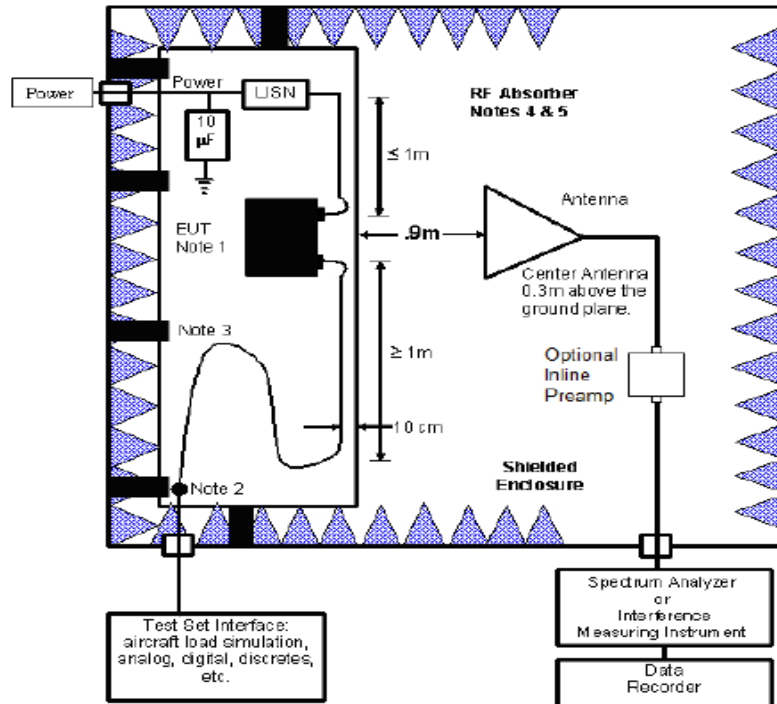 Power
Power
LISN
10
µF
RF Absorber
Notes 4 & 5
≤ 1m
EUT
Note 1
.9m
Antenna
Center Antenna
0.3m above the
ground plane.
Note 3
≥ 1m
Optional
Inline
Preamp
10 cm
Note 2
Shielded
Enclosure
Test Set Interface:
aircraft load simulation,
analog, digital, discretes,
etc.
Spectrum Analyzer
or
Interference
Measuring Instrument
Data
Recorder